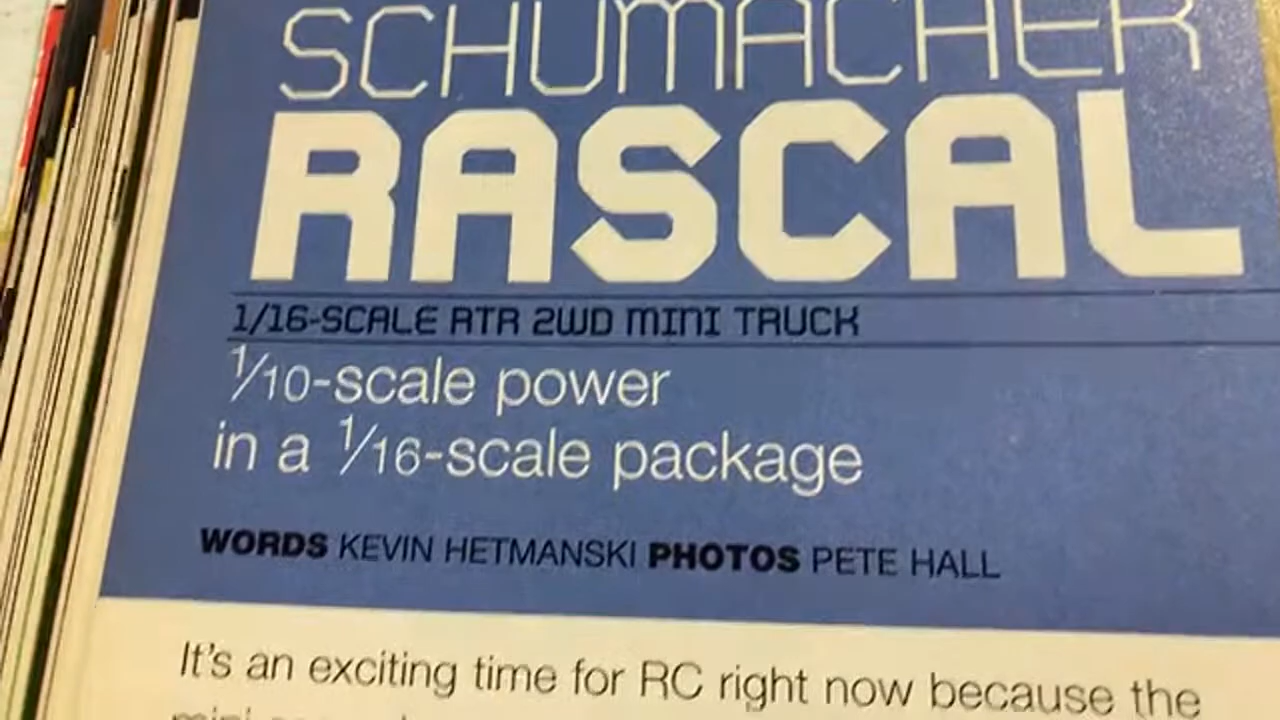 SCHUMACHER
RASCAL
1/16-SCALE RTR 2WD MINI TRUCK
1/10-scale power
in a 1/16-scale package
WORDS KEVIN HETMANSKI PHOTOS PETE HALL
It's an exciting time for RC right now because the
mini